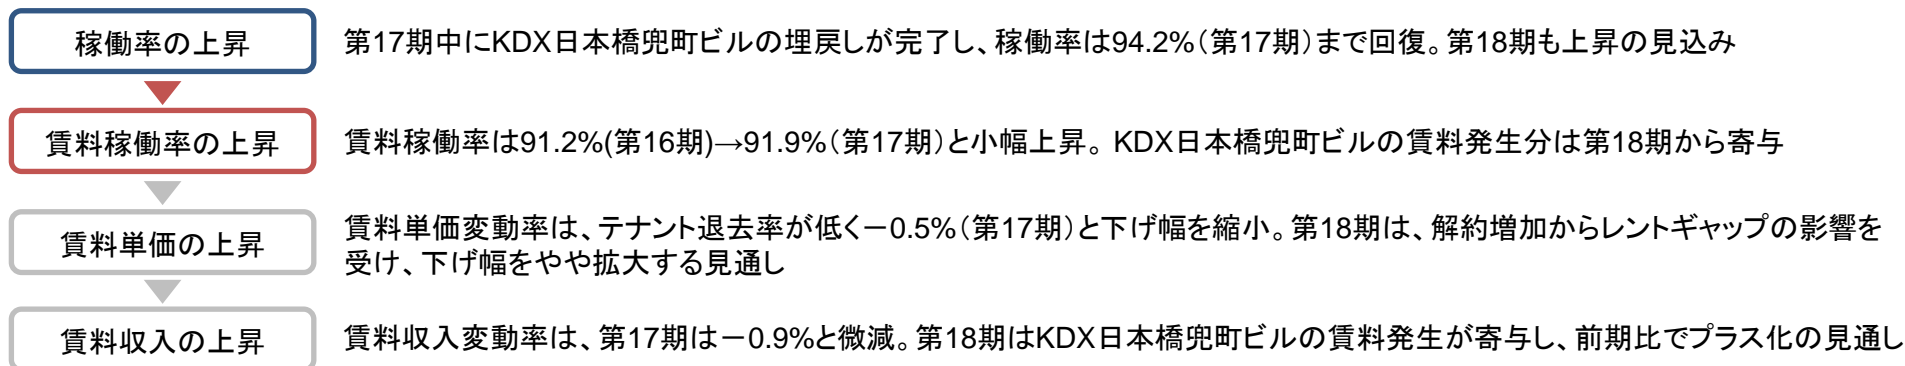 稼働率の上昇
第17期中にKDX日本橋兜町ビルの埋戻しが完了し、稼働率は94.2%（第17期）まで回復。第18期も上昇の見込み
賃料稼働率の上昇
賃料稼働率は91.2%(第16期)→91.9%（第17期）と小幅上昇。KDX日本橋兜町ビルの賃料発生分は第18期から寄与
賃料単価の上昇
賃料単価変動率は、テナント退去率が低く－0.5%（第17期）と下げ幅を縮小。第18期は、解約増加からレントギャップの影響を
受け、下げ幅をやや拡大する見通し
賃料収入の上昇
賃料収入変動率は、第17期は－0.9%と微減。第18期はKDX日本橋兜町ビルの賃料発生が寄与し、前期比でプラス化の見通し